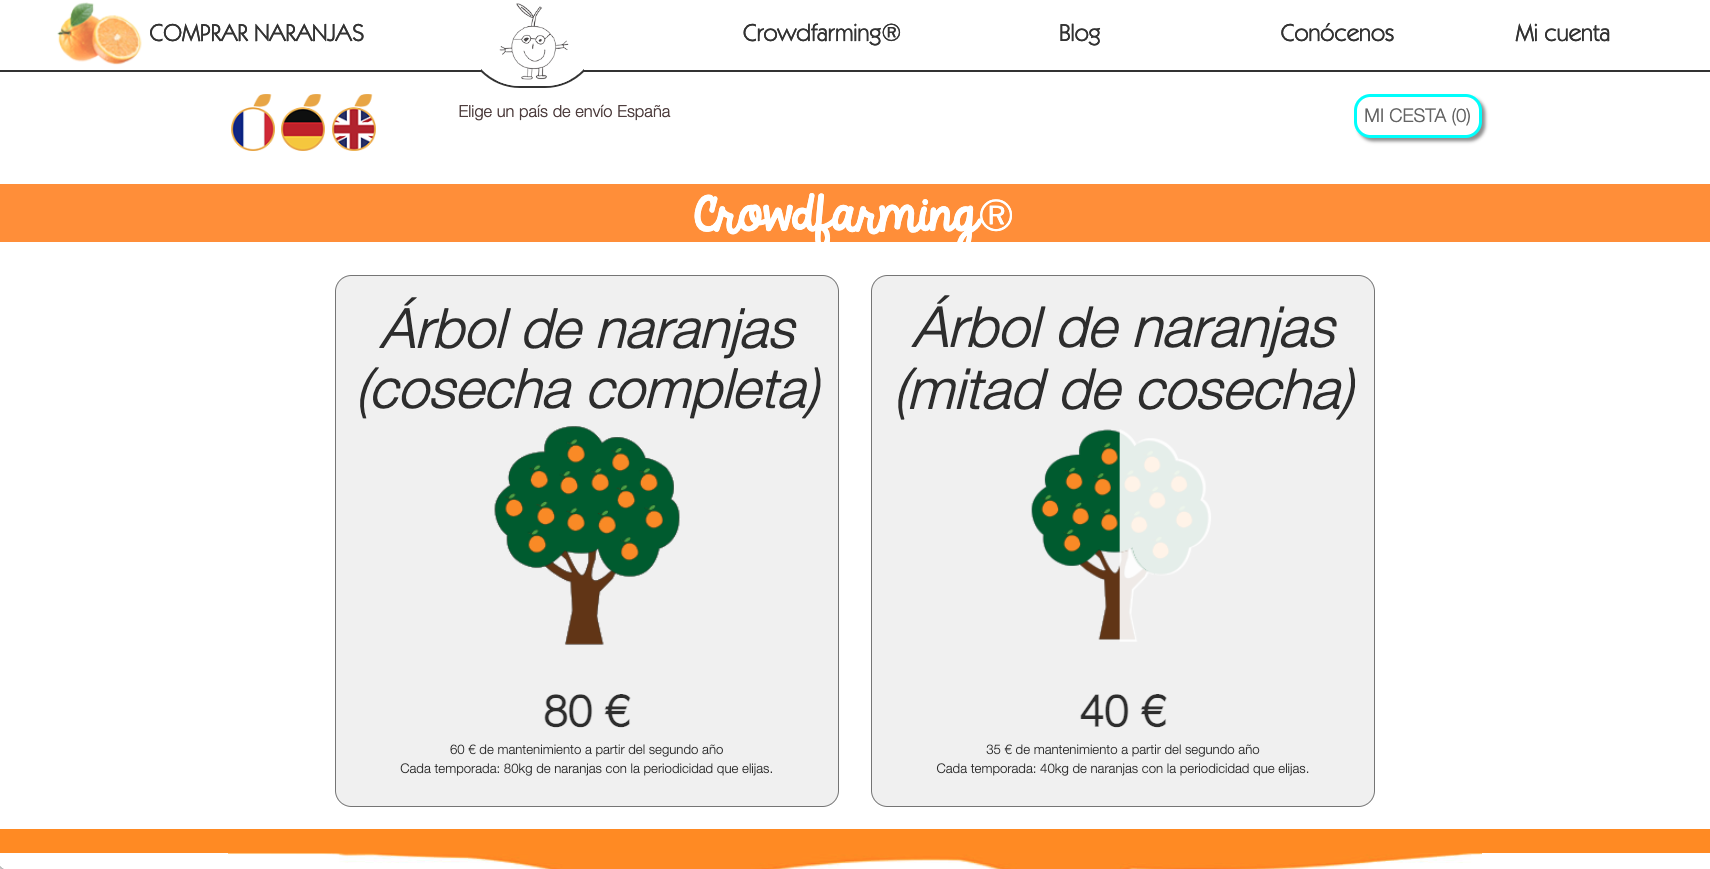 COMPRAR NARANJAS
Crowdfarming®
Blog
Conócenos
Mi cuenta
Elige un país de envío España
MI CESTA (0)
Crowdfarming®
Árbol de naranjas
(cosecha completa)
80 €
60 € de mantenimiento a partir del segundo año
Cada temporada: 80kg de naranjas con la periodicidad que elijas.
Árbol de naranjas
(mitad de cosecha)
40 €
35 € de mantenimiento a partir del segundo año
Cada temporada: 40kg de naranjas con la periodicidad que elijas.